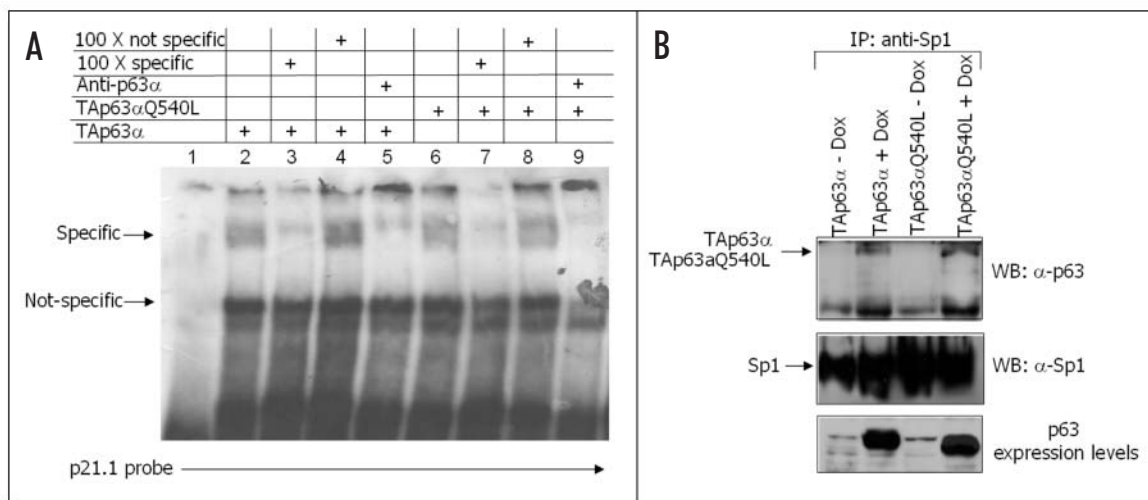 A
100 X not specific + +
100 X specific + +
Anti-p63α + +
TAp63αQ540L + + + +
TAp63α + + + +
1 2 3 4 5 6 7 8 9
Specific
Not-specific
p21.1 probe
B
IP: anti-Sp1
TAp63α - Dox
TAp63α + Dox
TAp63αQ540L - Dox
TAp63αQ540L + Dox
TAp63α
TAp63aQ540L
WB: α-p63
Sp1
WB: α-Sp1
p63
expression levels